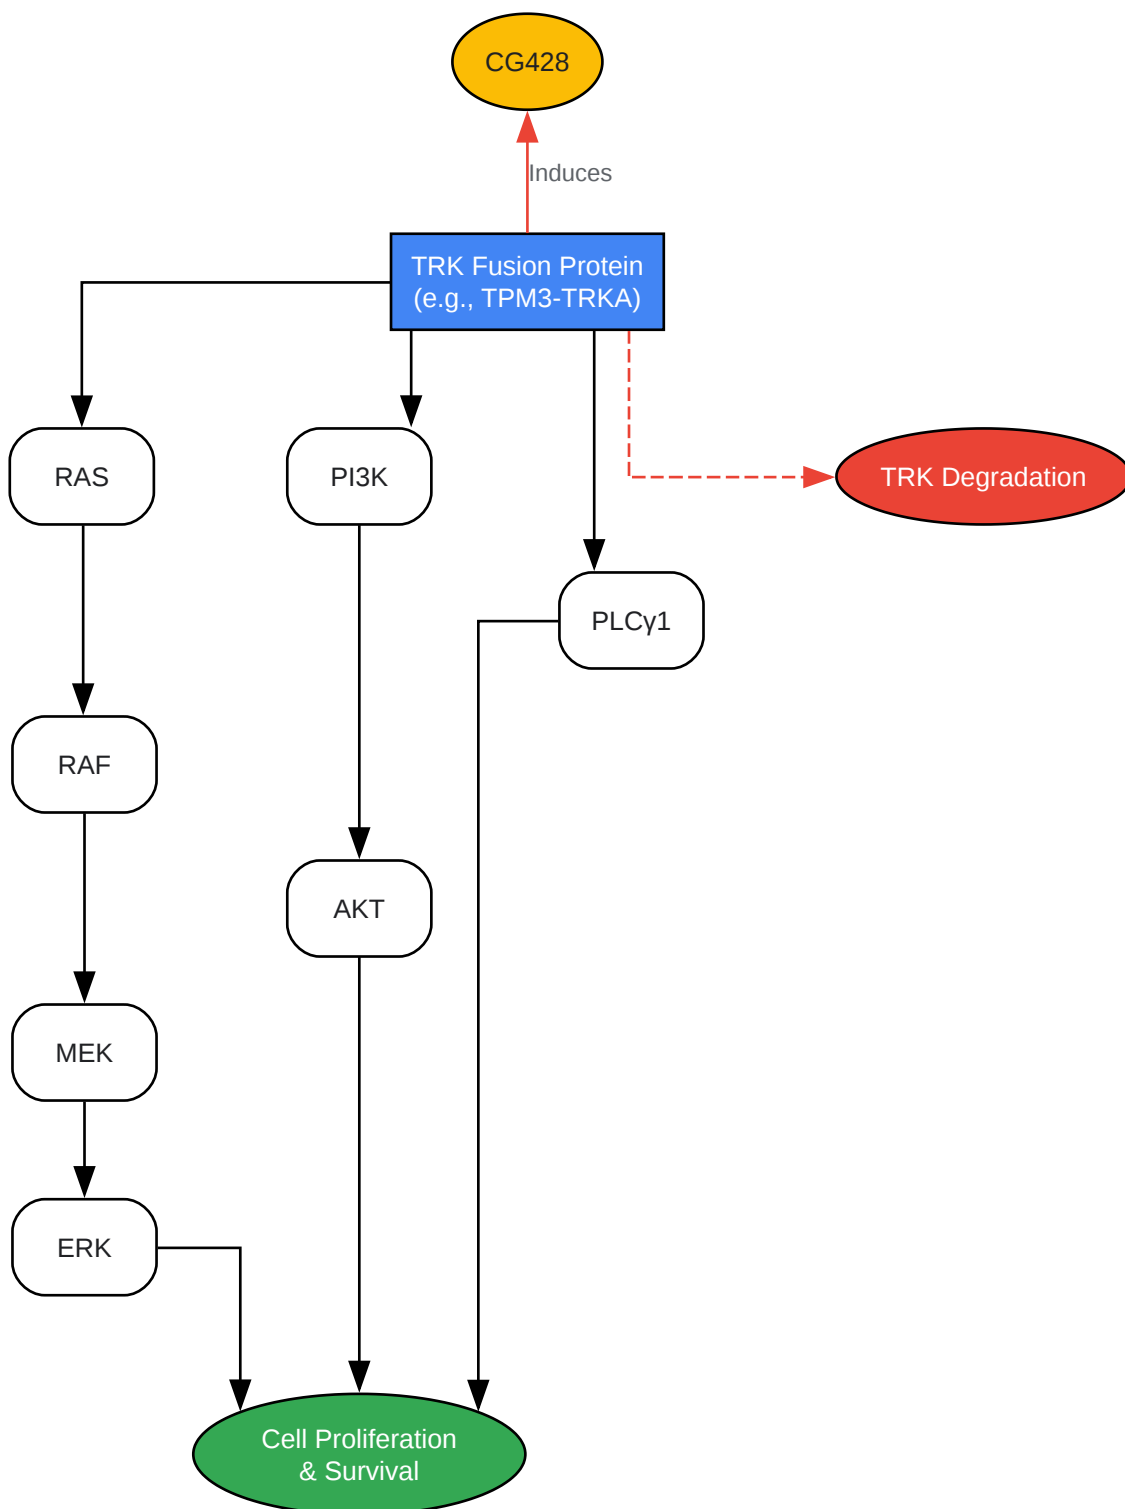 CG428
Induces
TRK Fusion Protein
(e.g., TPM3-TRKA)
RAS
PI3K
TRK Degradation
PLCγ1
RAF
AKT
MEK
ERK
Cell Proliferation
& Survival